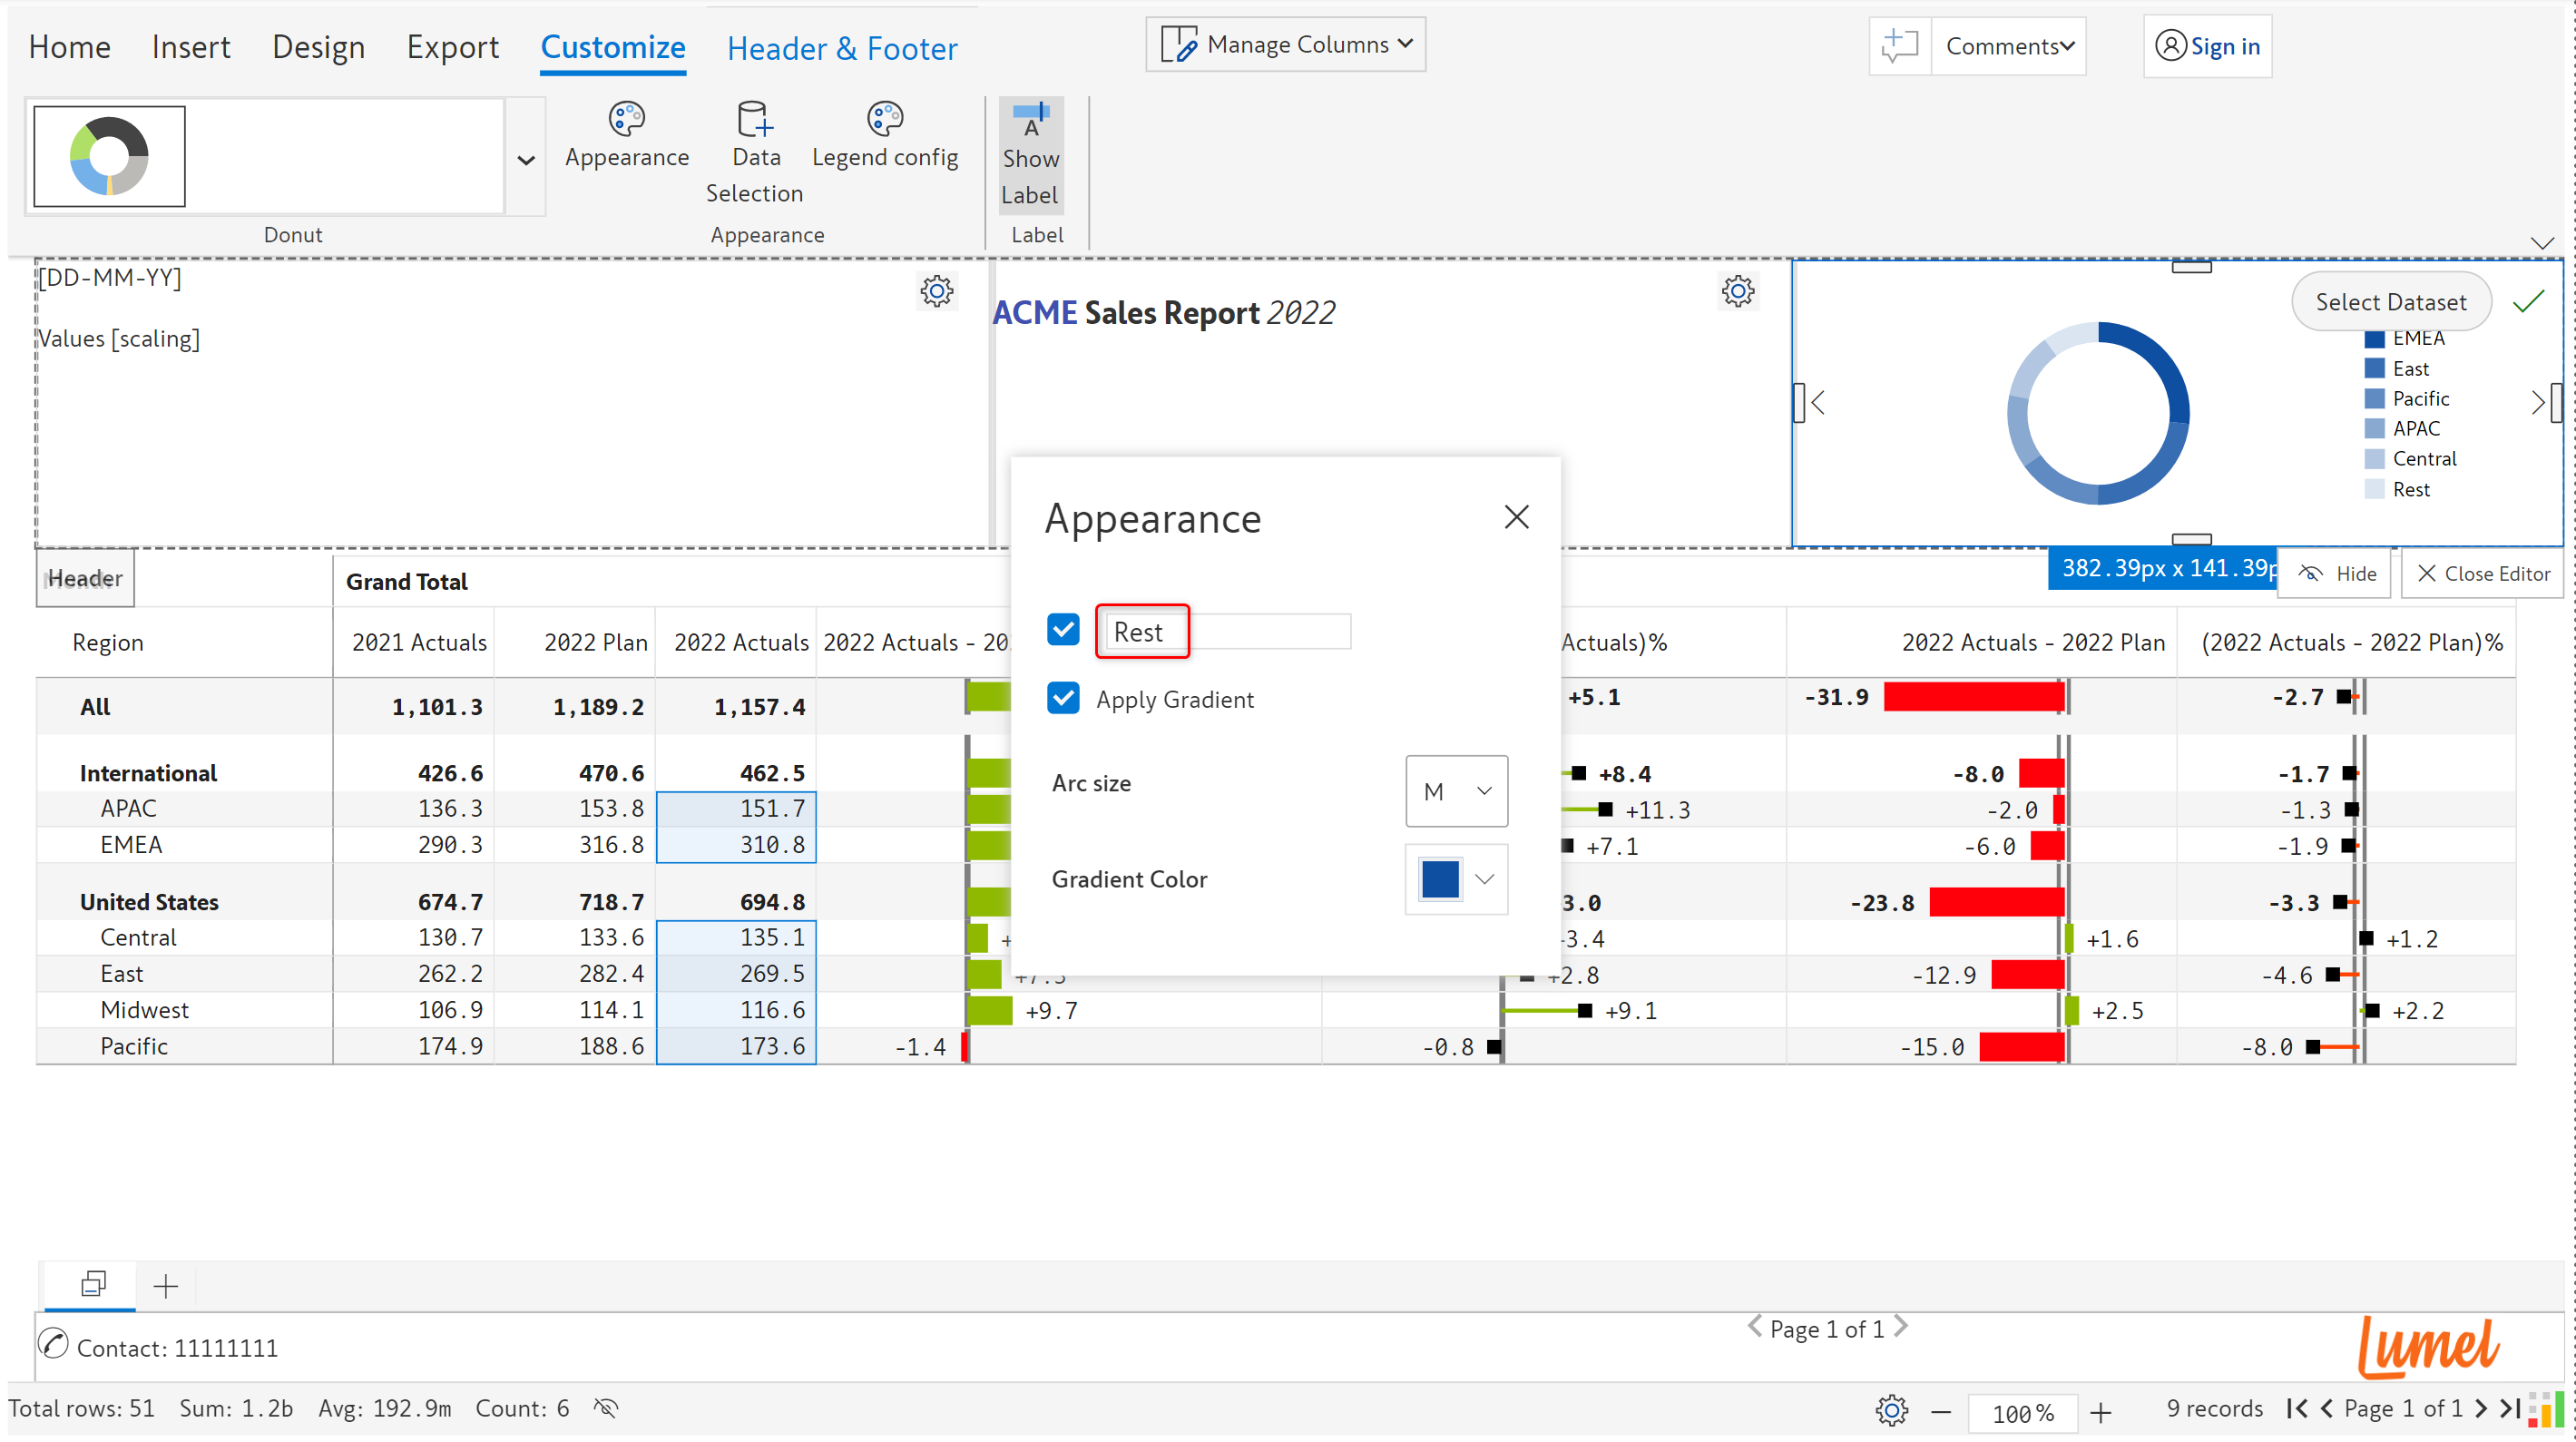 Home Insert Design Export Customize Header & Footer Manage Columns Comments Sign in
Appearance Data Selection Legend config Show Label
Donut Appearance Label
[DD-MM-YY]
Values [scaling]
ACME Sales Report 2022
Select Dataset
EMEA
East
Pacific
APAC
Central
Rest
382.39px x 141.39p Hide Close Editor
Header
Grand Total
Region 2021 Actuals 2022 Plan 2022 Actuals 2022 Actuals - 20 Actuals)% 2022 Actuals - 2022 Plan (2022 Actuals - 2022 Plan)%
Appearance
Rest
Apply Gradient
Arc size M
Gradient Color
All 1,101.3 1,189.2 1,157.4 +5.1 -31.9 -2.7
International 426.6 470.6 462.5 +8.4 -8.0 -1.7
APAC 136.3 153.8 151.7 +11.3 -2.0 -1.3
EMEA 290.3 316.8 310.8 +7.1 -6.0 -1.9
United States 674.7 718.7 694.8 3.0 -23.8 -3.3
Central 130.7 133.6 135.1 + 3.4 +1.6 +1.2
East 262.2 282.4 269.5 +2.8 -12.9 -4.6
Midwest 106.9 114.1 116.6 +9.7 +9.1 +2.5 +2.2
Pacific 174.9 188.6 173.6 -1.4 -0.8 -15.0 -8.0
Contact: 11111111
Page 1 of 1
Lumel
Total rows: 51 Sum: 1.2b Avg: 192.9m Count: 6 100% 9 records Page 1 of 1